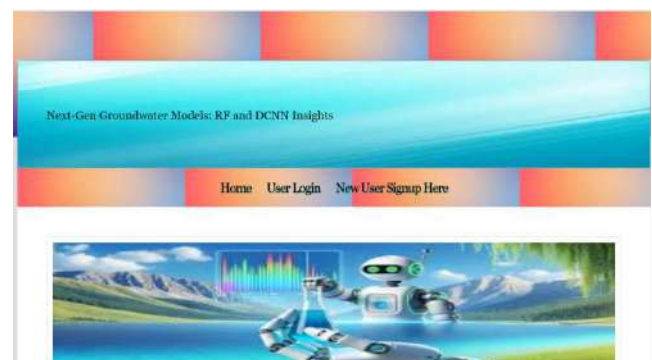 Next-Gen Groundwater Models: RF and DCNN Insights
Home User Login New User Signup Here